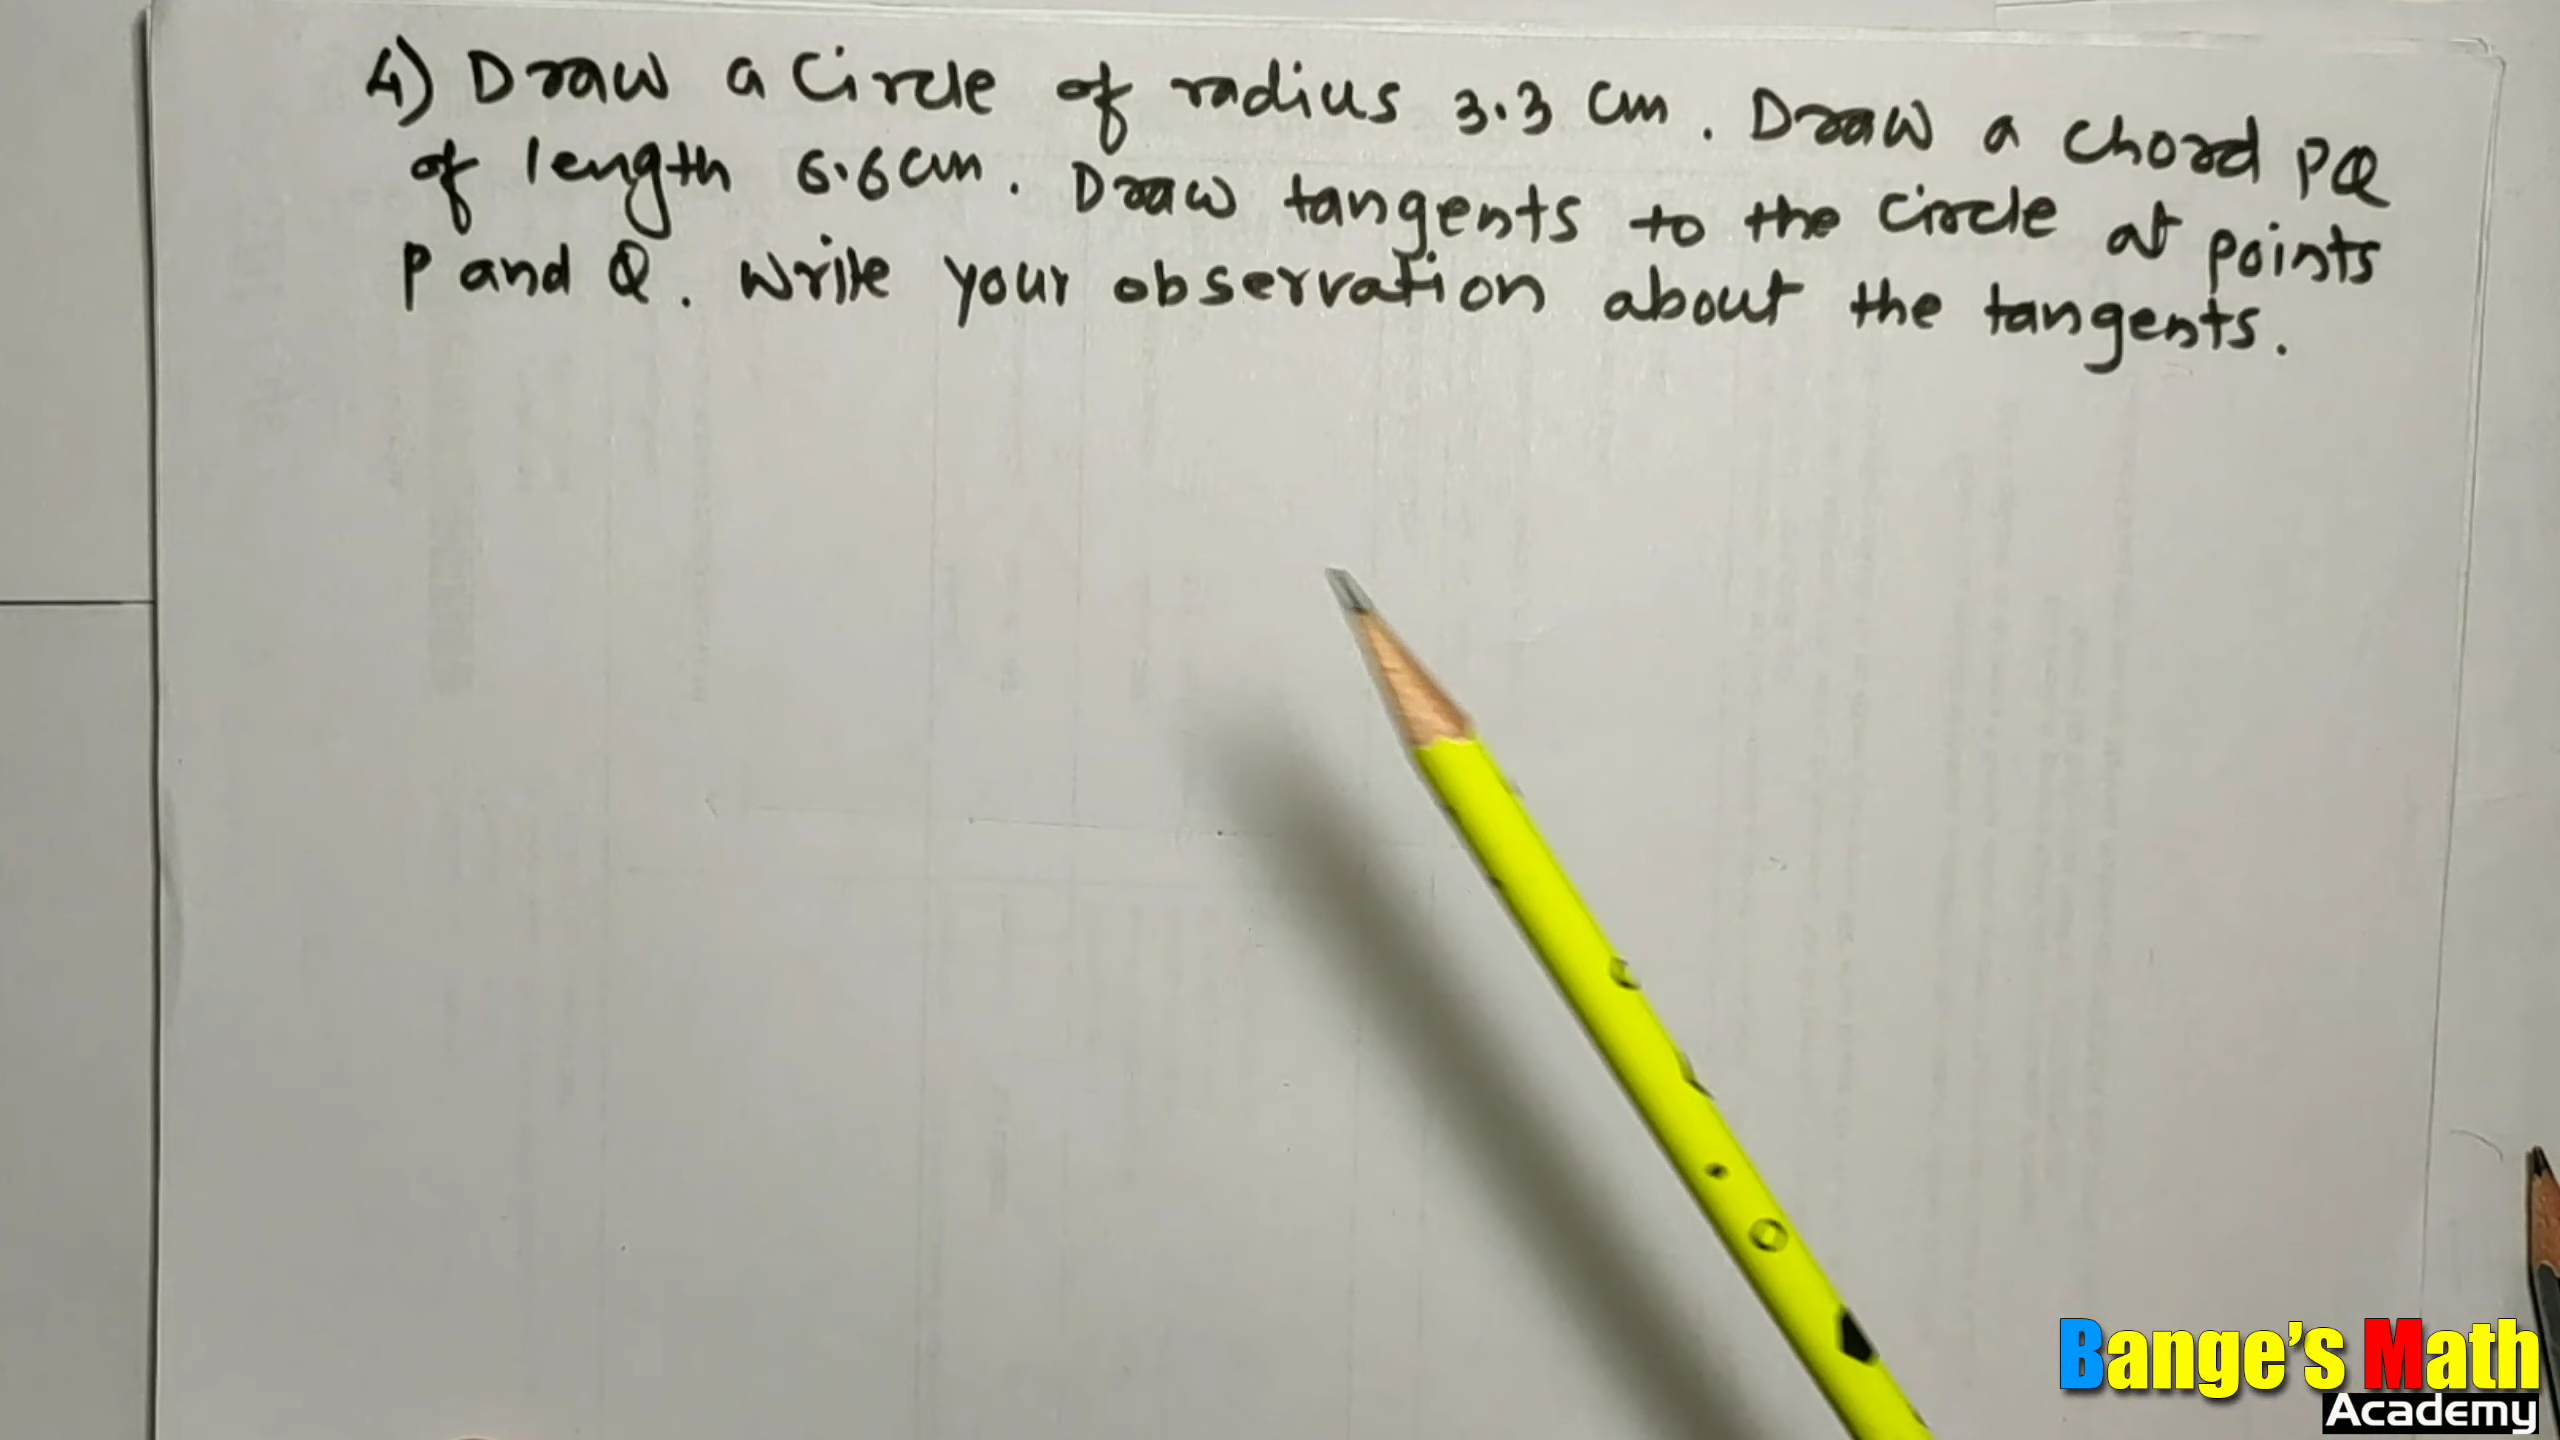 4) Draw a Circle of radius 3.3 cm. Draw a chord PQ
of length 6.6cm. Draw tangents to the circle at points
P and Q. Write your observation about the tangents.
Bange's Math
Academy